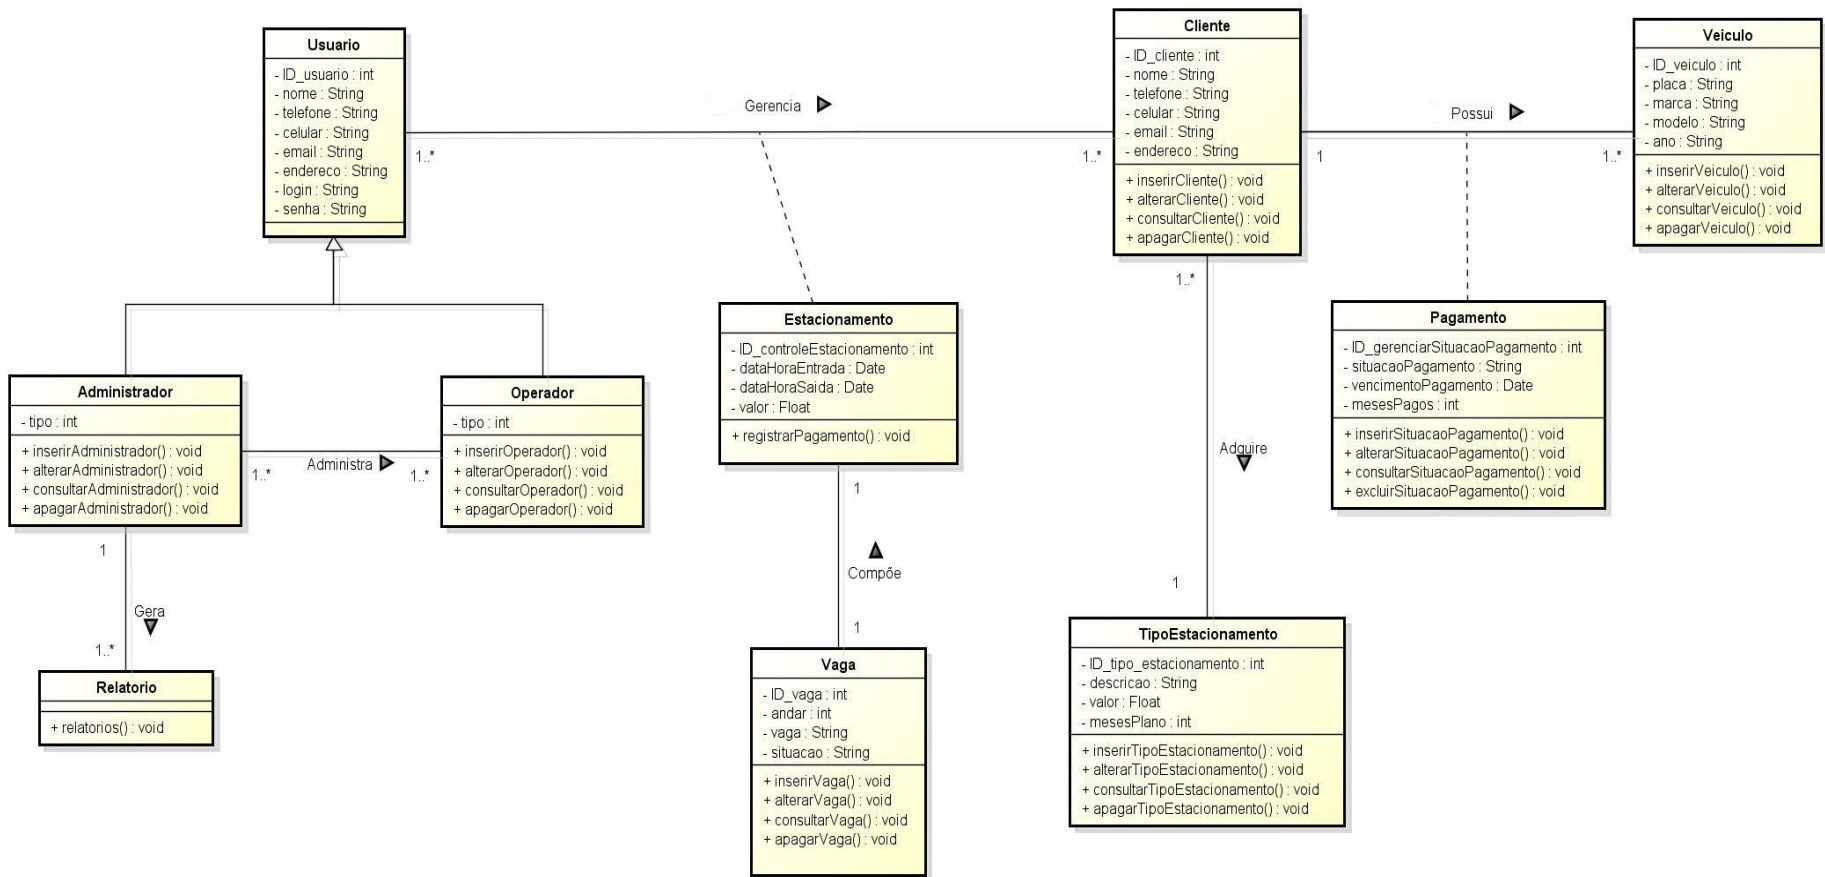 Usuario
- ID_usuario : int
- nome : String
- telefone : String
- celular : String
- email : String
- endereco : String
- login : String
- senha : String
Gerencia
1..*
1..*
Cliente
- ID_cliente : int
- nome : String
- telefone : String
- celular : String
- email : String
- endereco : String
+ inserirCliente() : void
+ alterarCliente() : void
+ consultarCliente() : void
+ apagarCliente() : void
Possui
1
1..*
Veiculo
- ID_veiculo : int
- placa : String
- marca : String
- modelo : String
- ano : String
+ inserirVeiculo() : void
+ alterarVeiculo() : void
+ consultarVeiculo() : void
+ apagarVeiculo() : void
Administrador
- tipo : int
+ inserirAdministrador() : void
+ alterarAdministrador() : void
+ consultarAdministrador() : void
+ apagarAdministrador() : void
Administra
1..*
1..*
Operador
- tipo : int
+ inserirOperador() : void
+ alterarOperador() : void
+ consultarOperador() : void
+ apagarOperador() : void
Estacionamento
- ID_controleEstacionamento : int
- dataHoraEntrada : Date
- dataHoraSaida : Date
- valor : Float
+ registrarPagamento() : void
1..*
Adquire
1
Pagamento
- ID_gerenciarSituacaoPagamento : int
- situacaoPagamento : String
- vencimentoPagamento : Date
- mesesPagos : int
+ inserirSituacaoPagamento() : void
+ alterarSituacaoPagamento() : void
+ consultarSituacaoPagamento() : void
+ excluirSituacaoPagamento() : void
1
Gera
1..*
Relatorio
+ relatorios() : void
1
Compõe
1
Vaga
- ID_vaga : int
- andar : int
- vaga : String
- situacao : String
+ inserirVaga() : void
+ alterarVaga() : void
+ consultarVaga() : void
+ apagarVaga() : void
TipoEstacionamento
- ID_tipo_estacionamento : int
- descricao : String
- valor : Float
- mesesPlano : int
+ inserirTipoEstacionamento() : void
+ alterarTipoEstacionamento() : void
+ consultarTipoEstacionamento() : void
+ apagarTipoEstacionamento() : void